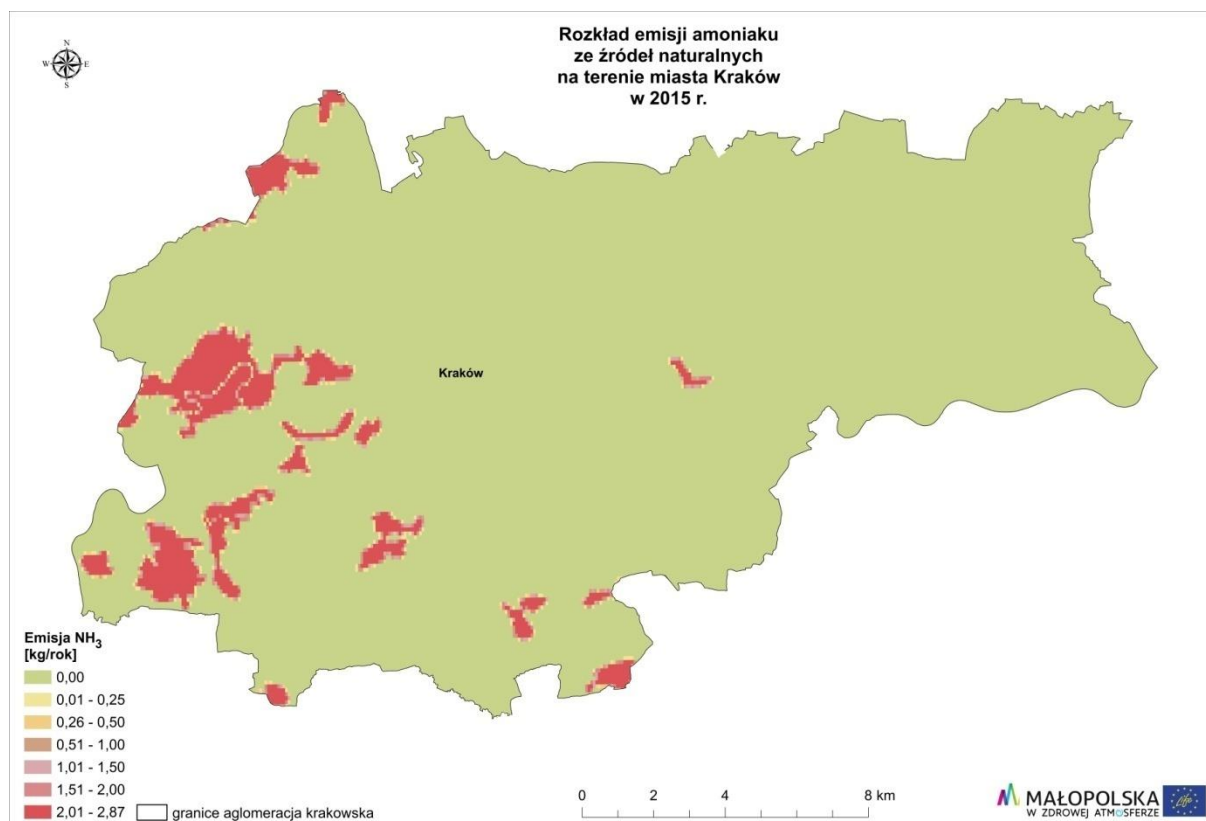 Rozkład emisji amoniaku
ze źródeł naturalnych
na terenie miasta Kraków
w 2015 r.
N
W E
S
Kraków
Emisja NH3
[kg/rok]
0,00
0,01 - 0,25
0,26 - 0,50
0,51 - 1,00
1,01 - 1,50
1,51 - 2,00
2,01 - 2,87
granice aglomeracja krakowska
0 2 4 8 km
MAŁOPOLSKA
W ZDROWEJ ATMOSFERZE
Life